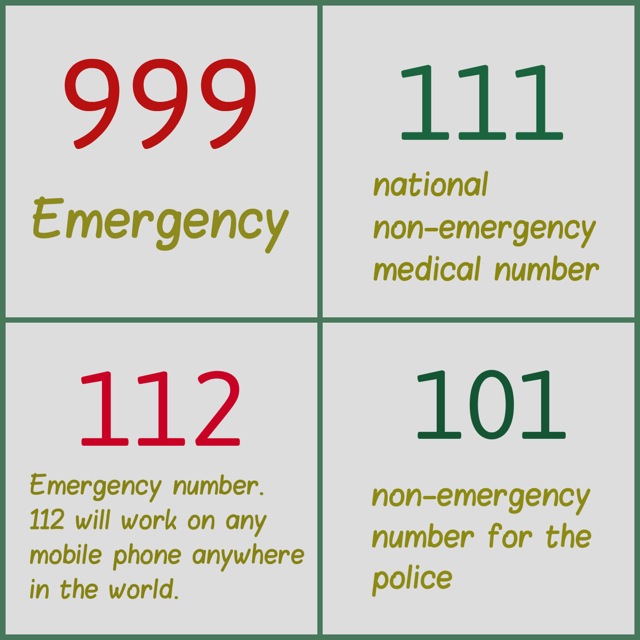 999
Emergency
111
national
non-emergency
medical number
112
Emergency number.
112 will work on any
mobile phone anywhere
in the world.
101
non-emergency
number for the
police